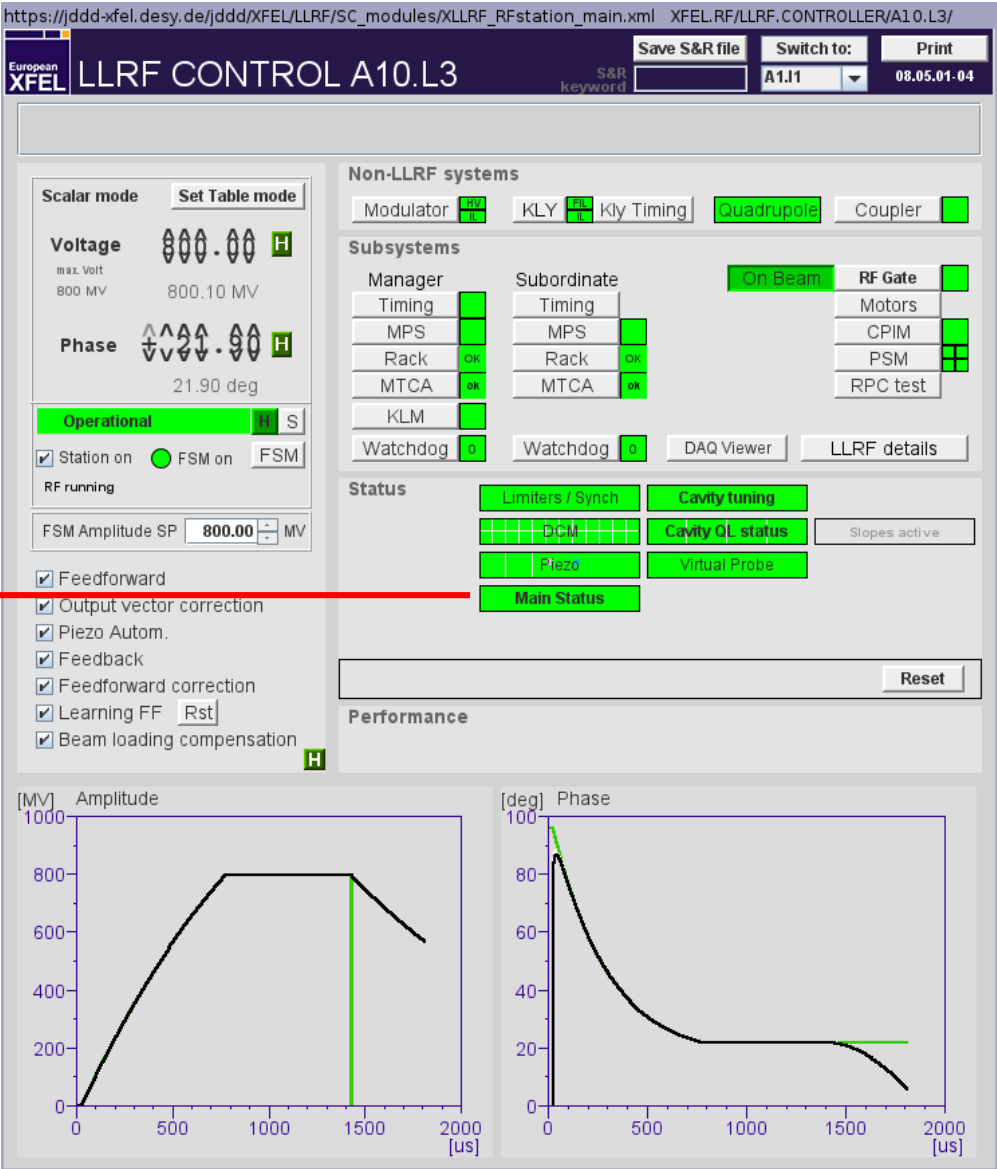 https://jddd-xfel.desy.de/jddd/XFEL/LLRF/SC_modules/XLLRF_RFstation_main.xml XFEL.RF/LLRF.CONTROLLER/A10.L3/
European
XFEL
LLRF CONTROL A10.L3
Save S&R file
Switch to:
Print
S&R
keyword
A1.I1
08.05.01-04
Scalar mode
Set Table mode
Voltage
800.00
H
max. Volt
800 MV
800.10 MV
Phase
+ 21.90
H
21.90 deg
Operational
H
S
Station on
FSM on
FSM
RF running
FSM Amplitude SP
800.00
MV
Feedforward
Output vector correction
Piezo Autom.
Feedback
Feedforward correction
Learning FF
Rst
Beam loading compensation
H
Non-LLRF systems
Modulator
HV
IL
KLY
FIL
IL
Kly Timing
Quadrupole
Coupler
Subsystems
Manager
Subordinate
On Beam
RF Gate
Timing
Timing
Motors
MPS
MPS
CPIM
Rack
OK
Rack
OK
PSM
MTCA
ok
MTCA
ok
RPC test
KLM
Watchdog
O
Watchdog
O
DAQ Viewer
LLRF details
Status
Limiters / Synch
Cavity tuning
DCM
Cavity QL status
Slopes active
Piezo
Virtual Probe
Main Status
Reset
Performance
[MV] Amplitude
1000
800
600
400
200
0
0 500 1000 1500 2000
[us]
[deg] Phase
100
80
60
40
20
0
0 500 1000 1500 2000
[us]